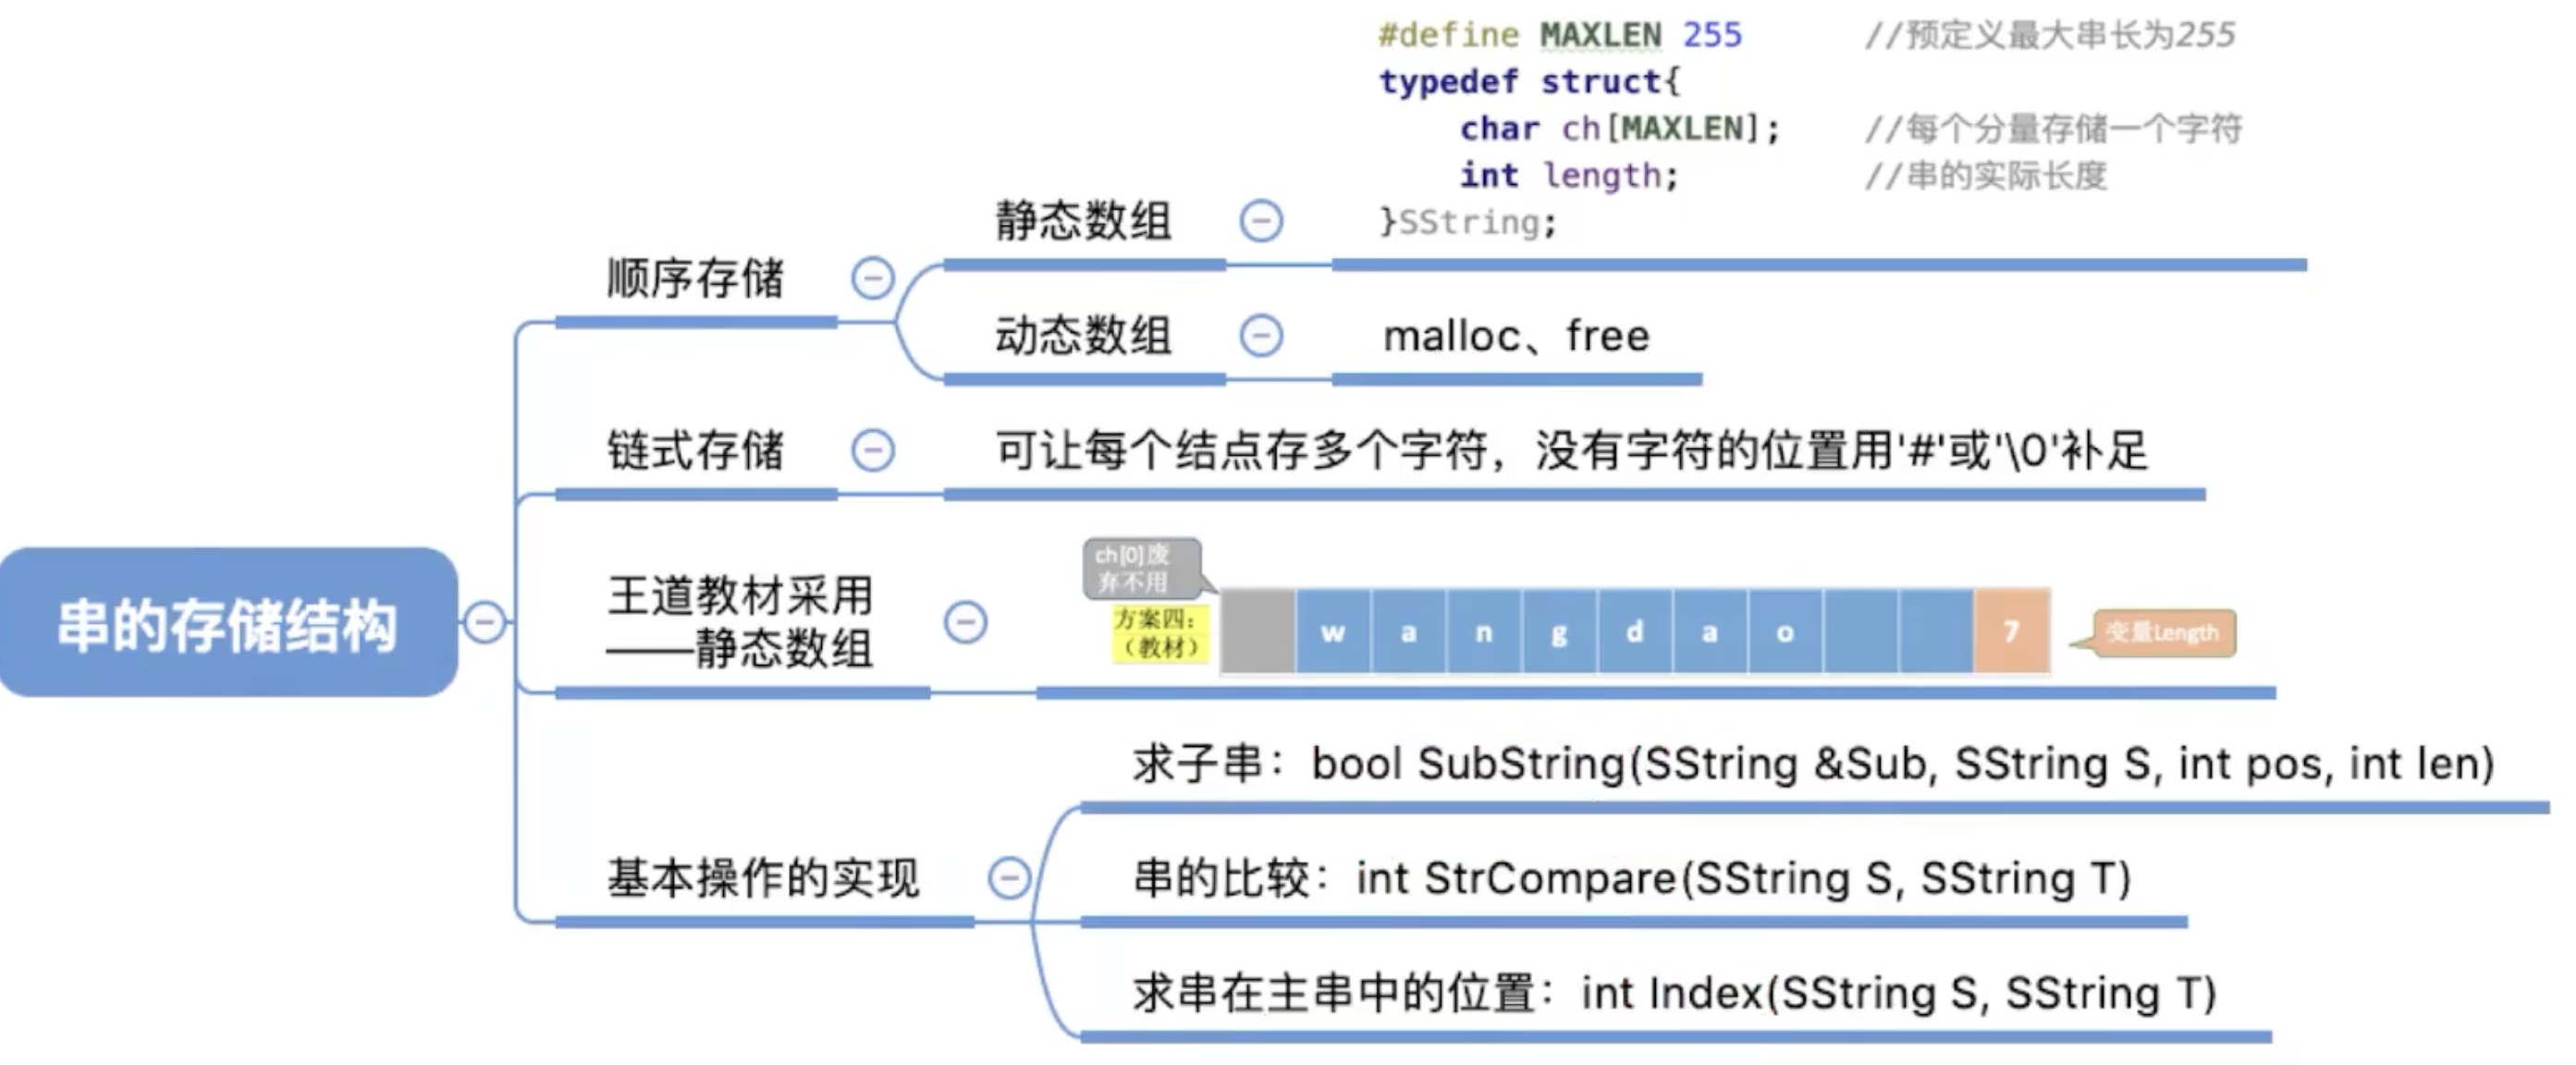 #define MAXLEN 255 //预定义最大串长为255
typedef struct{
char ch[MAXLEN]; //每个分量存储一个字符
int length; //串的实际长度
}SString;
静态数组
顺序存储
动态数组
malloc、free
链式存储
可让每个结点存多个字符，没有字符的位置用'#'或'\0'补足
串的存储结构
王道教材采用
——静态数组
ch[0]废
弃不用
方案四：
（教材）
w a n g d a o 7
变量Length
求子串：bool SubString(SString &Sub, SString S, int pos, int len)
基本操作的实现
串的比较：int StrCompare(SString S, SString T)
求串在主串中的位置：int Index(SString S, SString T)